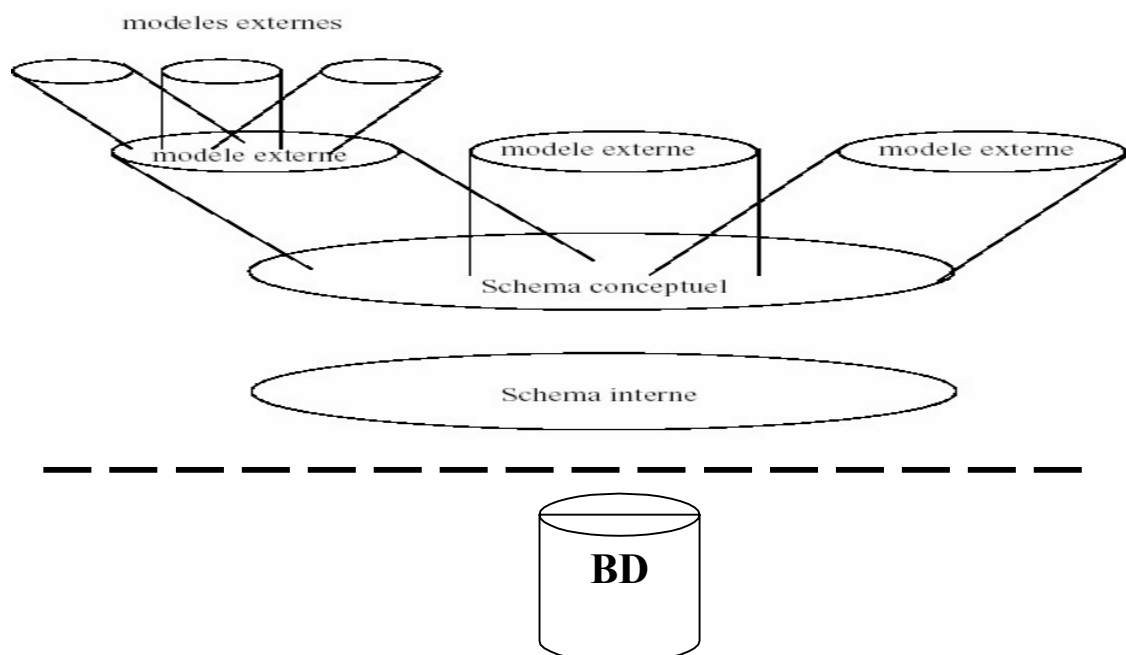 modeles externes
modele externe
modele externe
modele externe
Schema conceptuel
Schema interne
BD